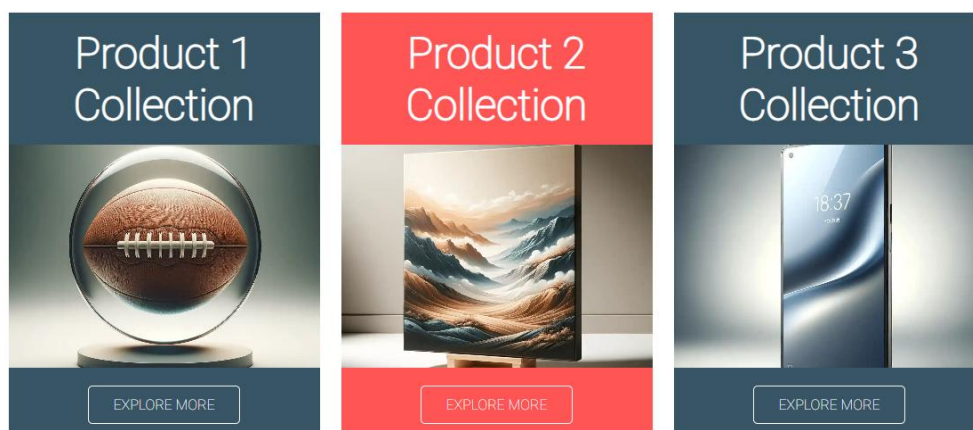 Product 1
Collection
EXPLORE MORE
Product 2
Collection
EXPLORE MORE
Product 3
Collection
18:37
EXPLORE MORE